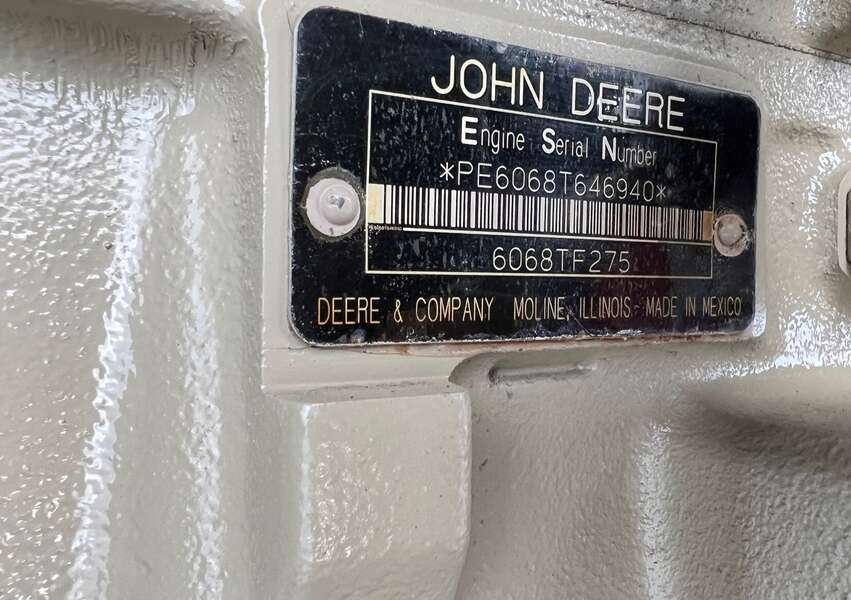 JOHN DEERE
Engine Serial Number
*PE6068T646940*
6068TF275
DEERE & COMPANY MOLINE, ILLINOIS - MADE IN MEXICO